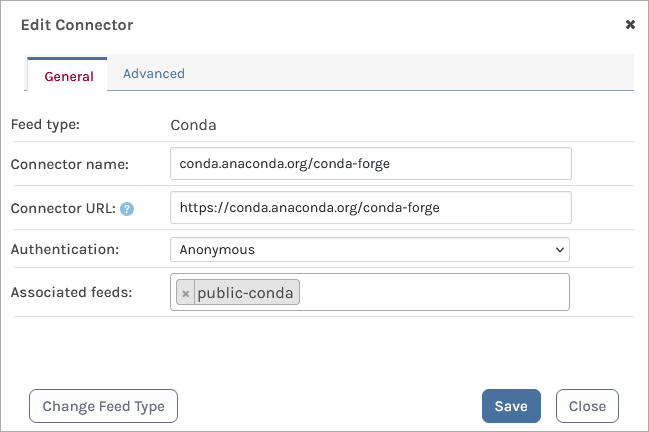 Edit Connector ✖
General Advanced
Feed type: Conda
Connector name: conda.anaconda.org/conda-forge
Connector URL: ? https://conda.anaconda.org/conda-forge
Authentication: Anonymous
Associated feeds: × public-conda
Change Feed Type Save Close